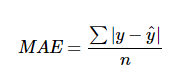 MAE = ∑|y − ŷ| / n